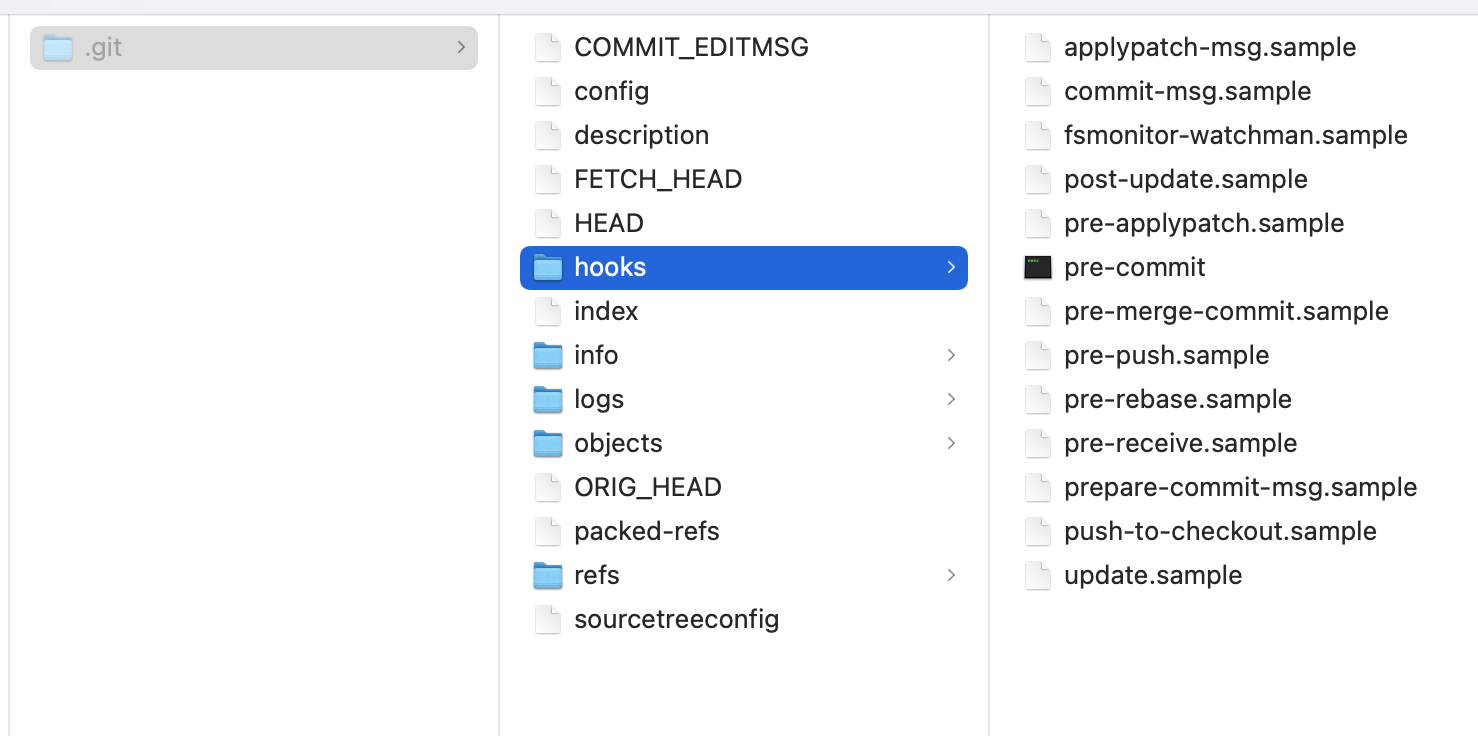 .git
COMMIT_EDITMSG
config
description
FETCH_HEAD
HEAD
hooks
index
info
logs
objects
ORIG_HEAD
packed-refs
refs
sourcetreeconfig
applypatch-msg.sample
commit-msg.sample
fsmonitor-watchman.sample
post-update.sample
pre-applypatch.sample
pre-commit
pre-merge-commit.sample
pre-push.sample
pre-rebase.sample
pre-receive.sample
prepare-commit-msg.sample
push-to-checkout.sample
update.sample